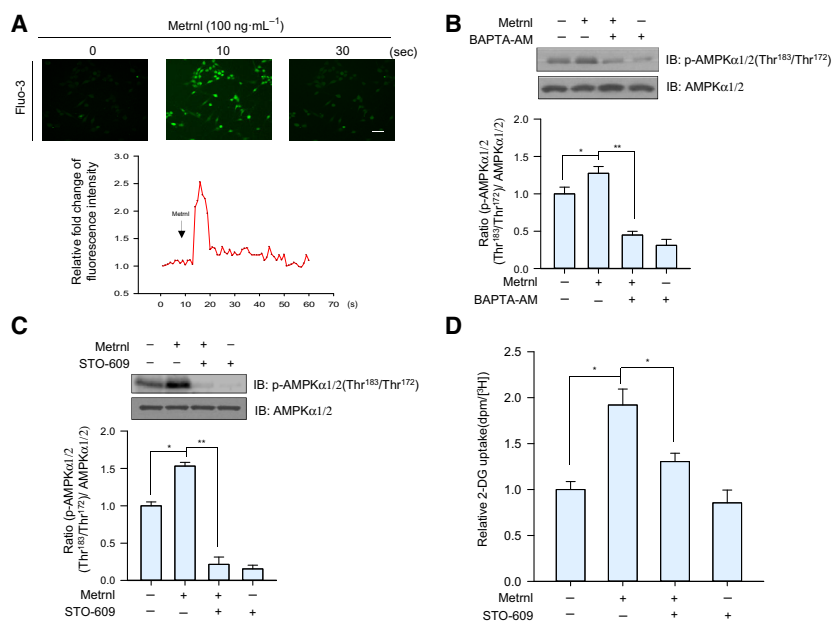 A
Metrnl (100 ng·mL⁻¹)
0 10 30 (sec)
Fluo-3
Relative fold change of
fluorescence intensity
3.0
2.5
2.0
1.5
1.0
0.5
Metrnl
0 10 20 30 40 50 60 70 (s)
B
Metrnl – + + –
BAPTA-AM – – + +
IB: p-AMPKα1/2(Thr¹⁸³/Thr¹⁷²)
IB: AMPKα1/2
Ratio (p-AMPKα1/2
(Thr¹⁸³/Thr¹⁷²)/ AMPKα1/2)
2.0
1.5
1.0
0.5
0.0
* **
Metrnl – + + –
BAPTA-AM – – + +
C
Metrnl – + + –
STO-609 – – + +
IB: p-AMPKα1/2(Thr¹⁸³/Thr¹⁷²)
IB: AMPKα1/2
Ratio (p-AMPKα1/2
(Thr¹⁸³/Thr¹⁷²)/ AMPKα1/2)
2.0
1.5
1.0
0.5
0.0
* **
Metrnl – + + –
STO-609 – – + +
D
Relative 2-DG uptake(dpm/[³H])
2.5
2.0
1.5
1.0
0.5
0.0
* *
Metrnl – + + –
STO-609 – – + +